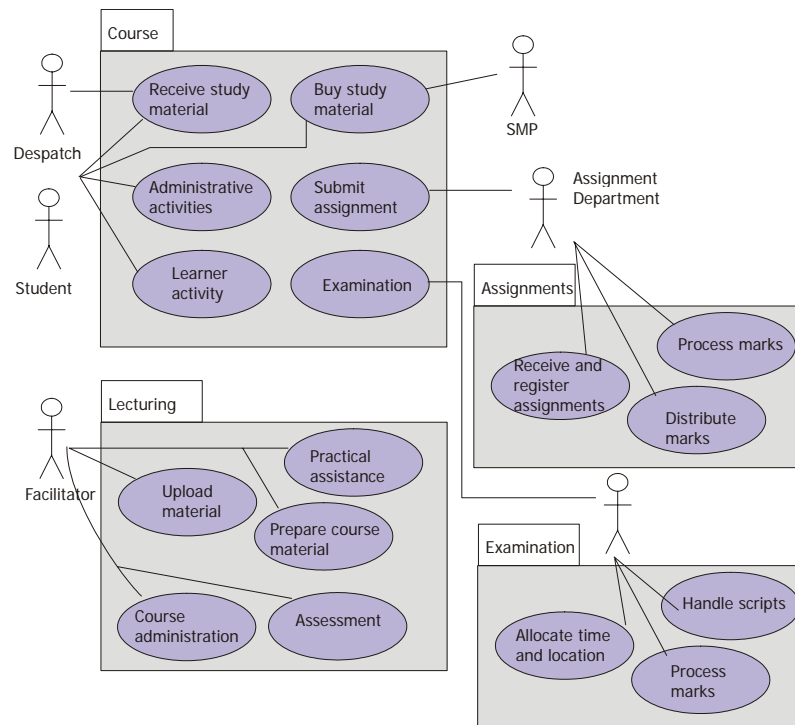 Course
Receive study
material
Buy study
material
Despatch
SMP
Administrative
activities
Submit
assignment
Assignment
Department
Student
Learner
activity
Examination
Assignments
Process marks
Receive and
register
assignments
Distribute
marks
Lecturing
Practical
assistance
Facilitator
Upload
material
Prepare course
material
Examination
Course
administration
Assessment
Handle scripts
Allocate time
and location
Process
marks